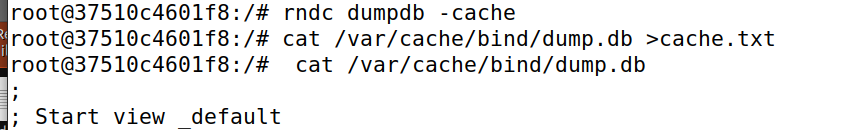 root@37510c4601f8:/# rndc dumpdb -cache
root@37510c4601f8:/# cat /var/cache/bind/dump.db >cache.txt
root@37510c4601f8:/#  cat /var/cache/bind/dump.db
;
; Start view _default